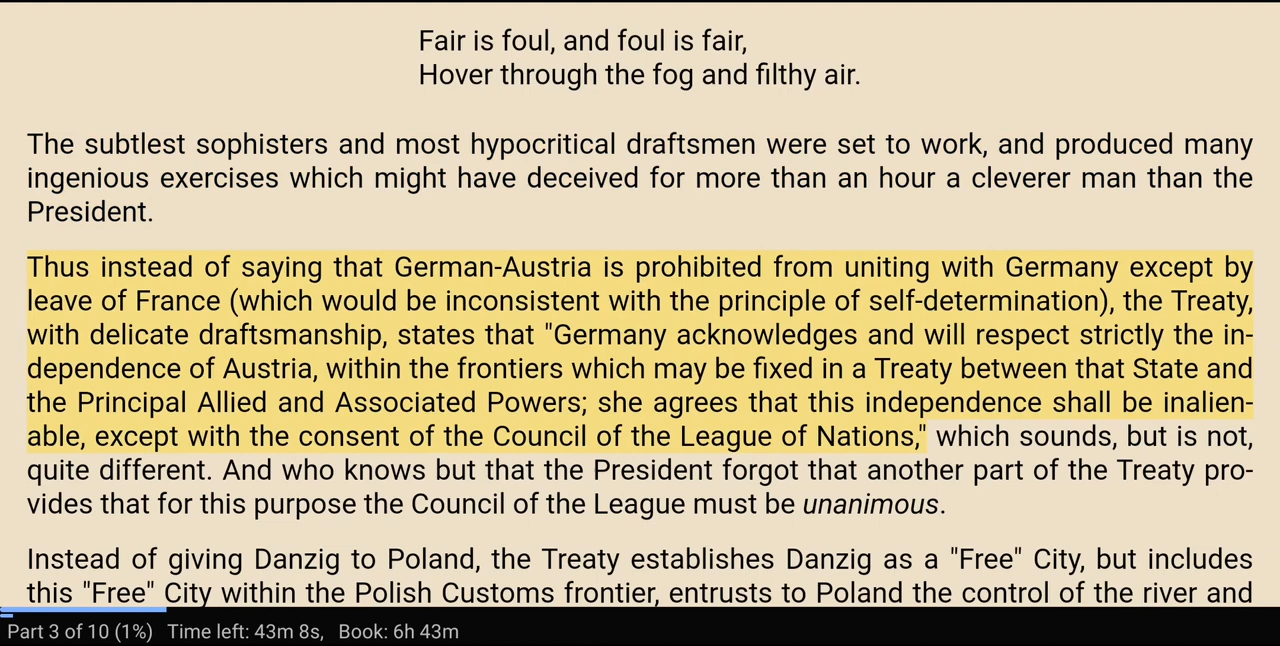 Fair is foul, and foul is fair,
Hover through the fog and filthy air.
The subtlest sophisters and most hypocritical draftsmen were set to work, and produced many
ingenious exercises which might have deceived for more than an hour a cleverer man than the
President.
Thus instead of saying that German-Austria is prohibited from uniting with Germany except by
leave of France (which would be inconsistent with the principle of self-determination), the Treaty,
with delicate draftsmanship, states that "Germany acknowledges and will respect strictly the in-
dependence of Austria, within the frontiers which may be fixed in a Treaty between that State and
the Principal Allied and Associated Powers; she agrees that this independence shall be inalien-
able, except with the consent of the Council of the League of Nations," which sounds, but is not,
quite different. And who knows but that the President forgot that another part of the Treaty pro-
vides that for this purpose the Council of the League must be unanimous.
Instead of giving Danzig to Poland, the Treaty establishes Danzig as a "Free" City, but includes
this "Free" City within the Polish Customs frontier, entrusts to Poland the control of the river and
Part 3 of 10 (1%) Time left: 43m 8s, Book: 6h 43m